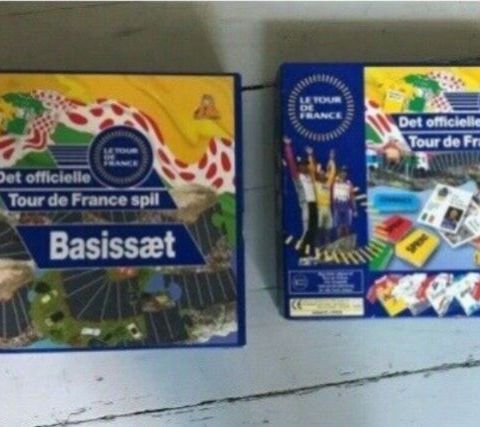 LE TOUR
DE
FRANCE
Det officielle
Tour de France spil
Basissæt
LE TOUR
DE
FRANCE
Det officielle
Tour de Fra
SPRINT